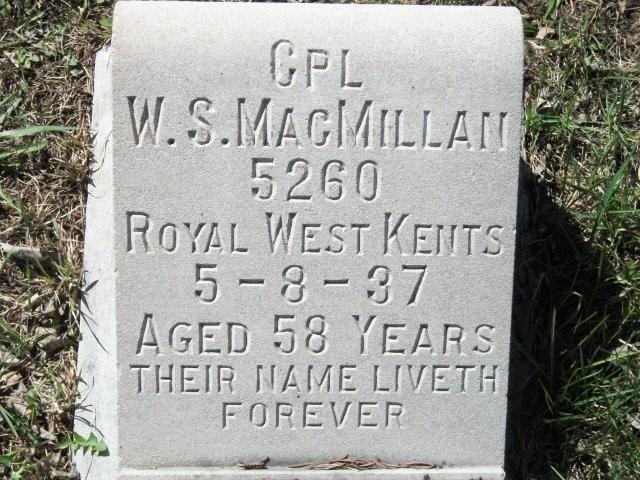 CPL
W.S. MACMILLAN
5260
ROYAL WEST KENTS
5-8-37
AGED 58 YEARS
THEIR NAME LIVETH
FOREVER